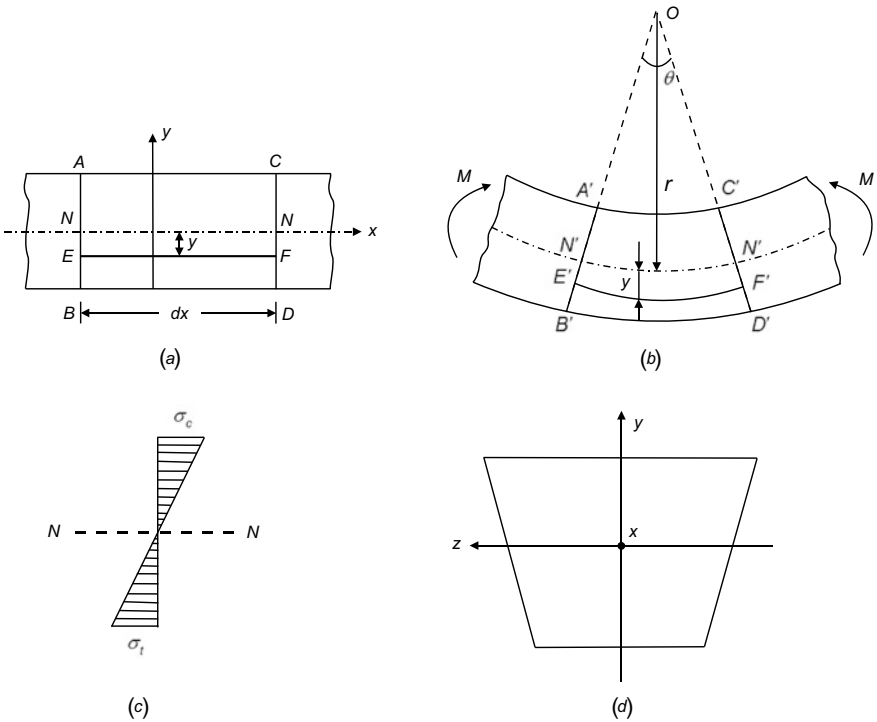 y
A
C
N
N
x
E
y
F
B
dx
D
(a)
O
θ
M
A′
r
C′
M
N′
N′
E′
y
F′
B′
D′
(b)
σc
N
N
σt
(c)
y
x
z
(d)